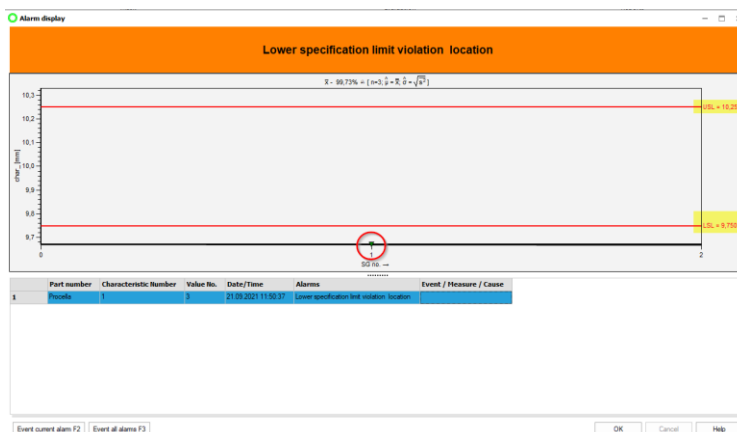 Alarm display
Lower specification limit violation location
10,3
10,2
10,1
10,0
9,9
9,8
9,7
char_ [mm]
USL = 10,25
LSL = 9,750
0
1
2
SG no. →
Part number Characteristic Number Value No. Date/Time Alarms Event / Measure / Cause
1 Procella 1 3 21.09.2021 11:50:37 Lower specification limit violation location
Event current alarm F2 Event all alarms F3 OK Cancel Help